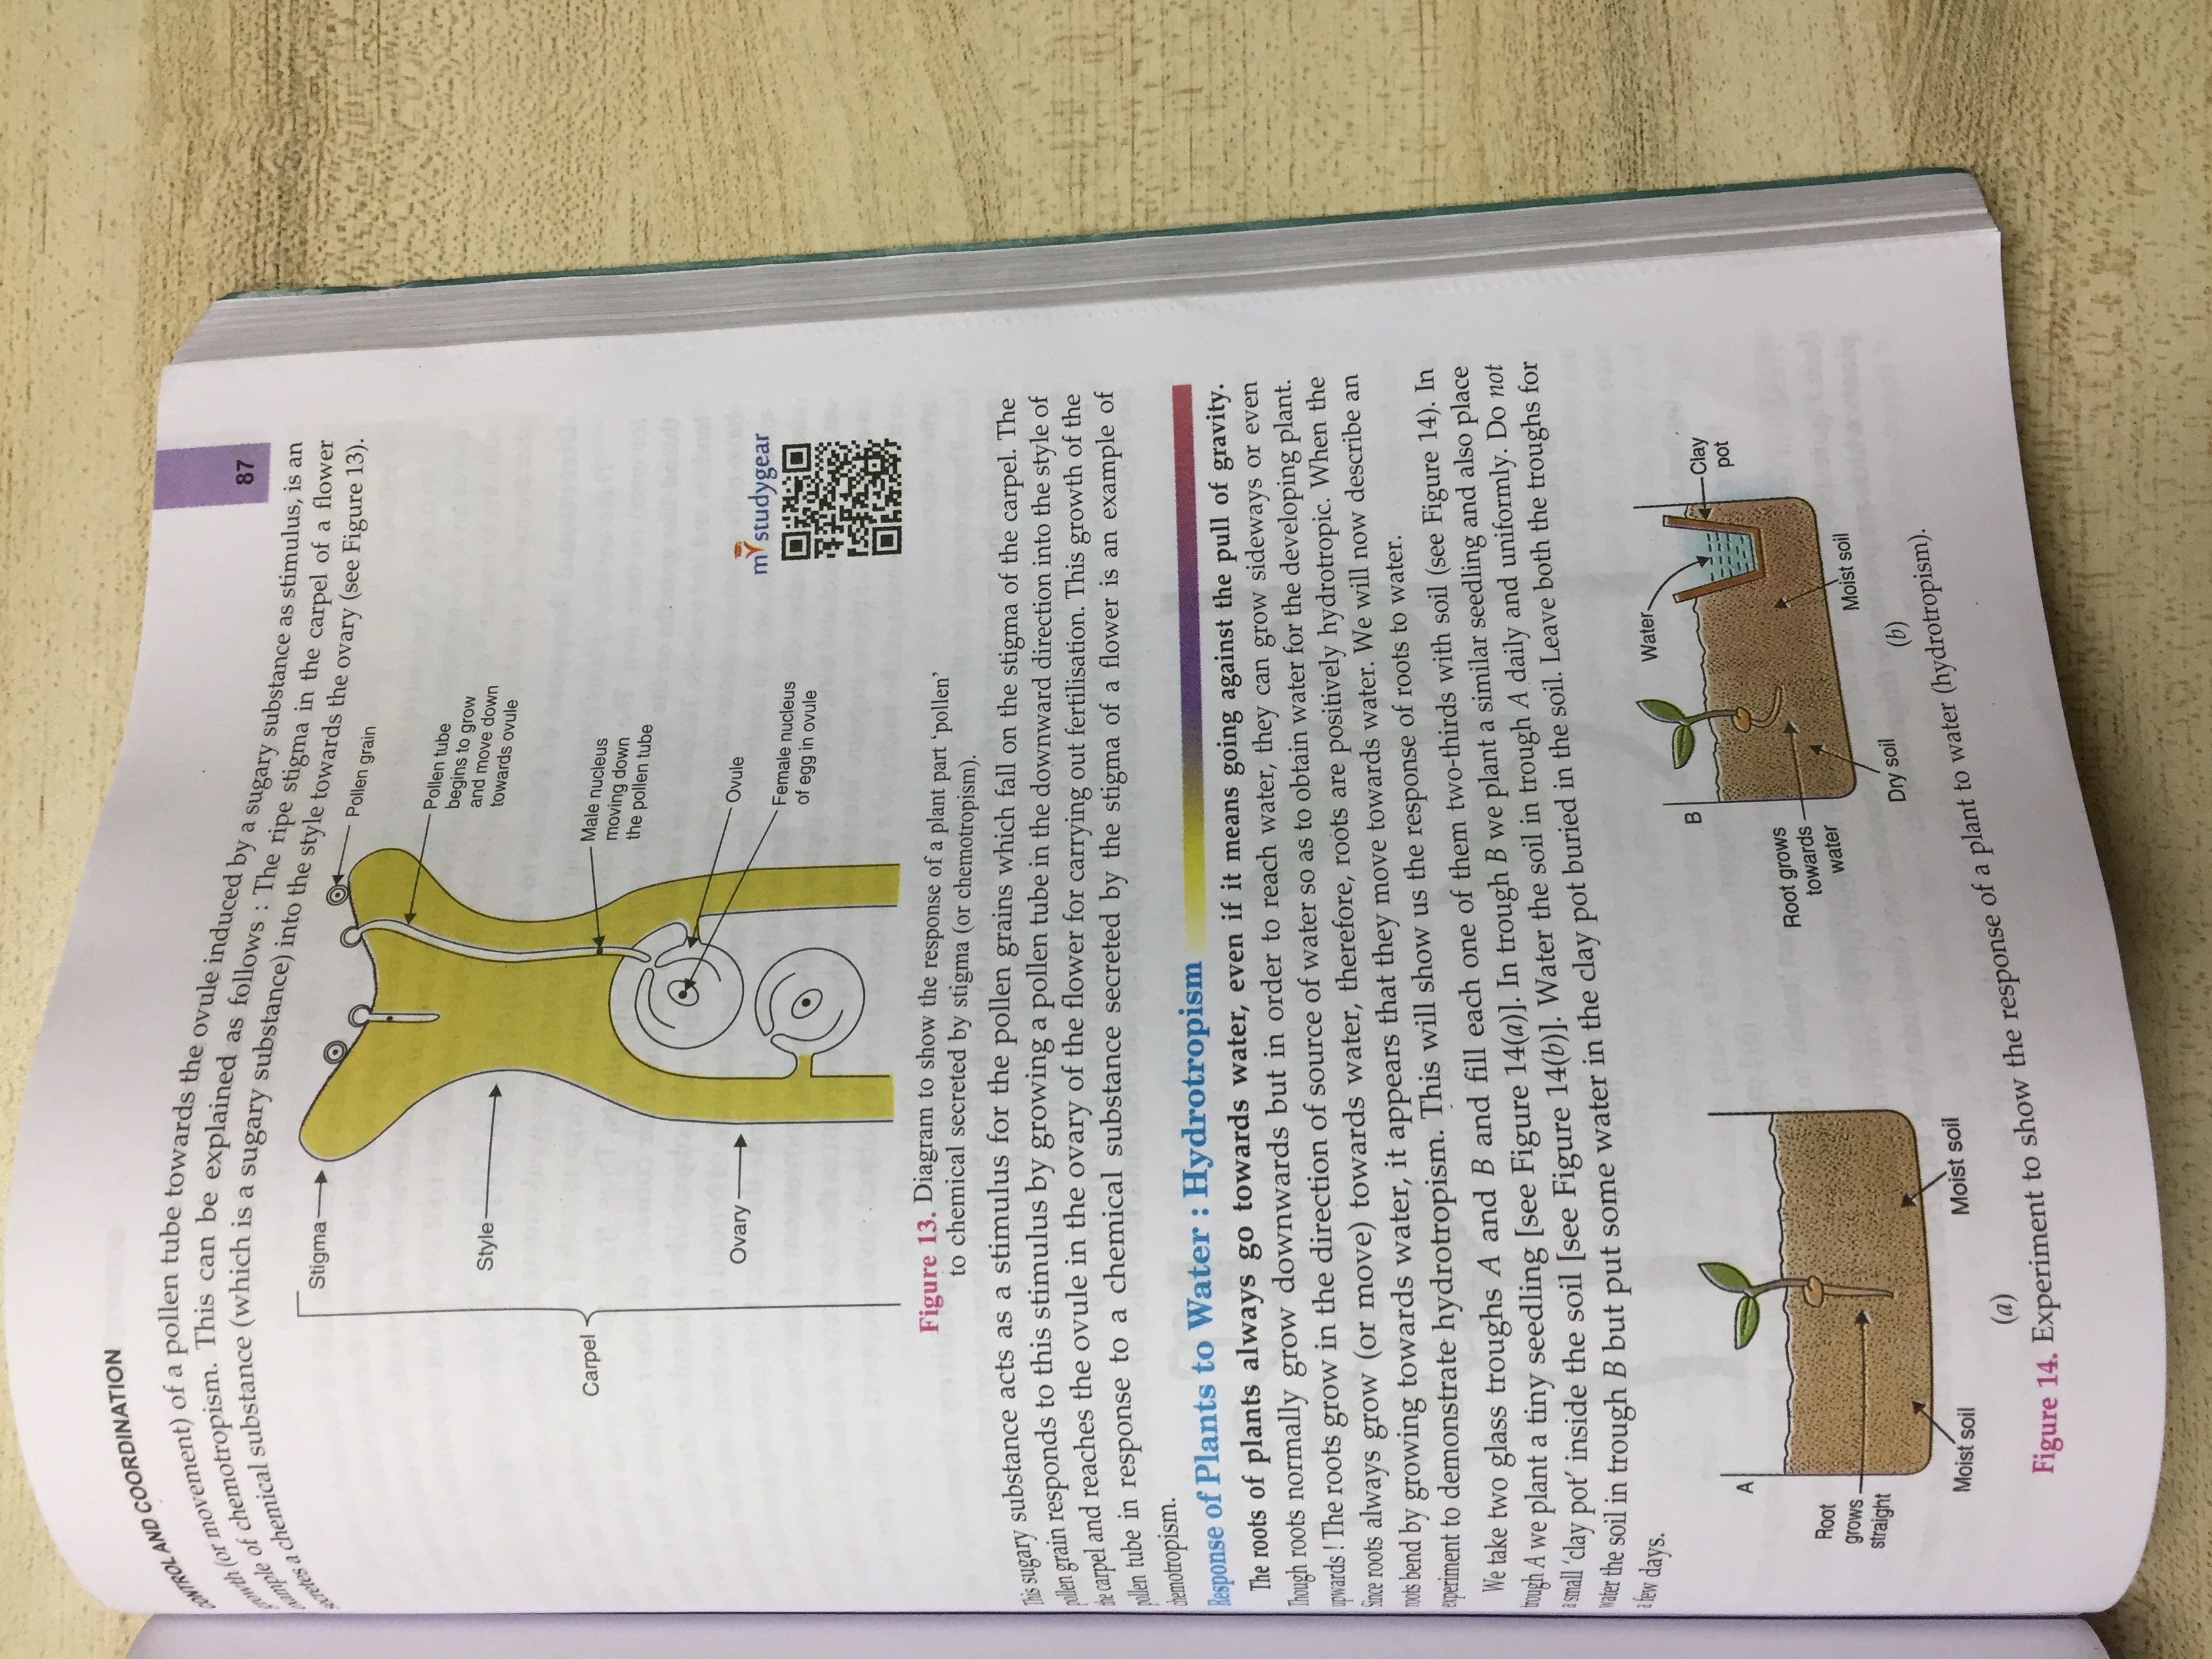 CONTROL AND COORDINATION
87
growth (or movement) of a pollen tube towards the ovule induced by a sugary substance as stimulus, is an
example of chemotropism. This can be explained as follows : The ripe stigma in the carpel of a flower
secretes a chemical substance (which is a sugary substance) into the style towards the ovary (see Figure 13).
Stigma
Pollen grain
Pollen tube
begins to grow
and move down
towards ovule
Style
Carpel
Male nucleus
moving down
the pollen tube
Ovary
Ovule
Female nucleus
of egg in ovule
mystudygear
Figure 13. Diagram to show the response of a plant part ‘pollen’
to chemical secreted by stigma (or chemotropism).
This sugary substance acts as a stimulus for the pollen grains which fall on the stigma of the carpel. The
pollen grain responds to this stimulus by growing a pollen tube in the downward direction into the style of
the carpel and reaches the ovule in the ovary of the flower for carrying out fertilisation. This growth of the
pollen tube in response to a chemical substance secreted by the stigma of a flower is an example of
chemotropism.
Response of Plants to Water : Hydrotropism
The roots of plants always go towards water, even if it means going against the pull of gravity.
Though roots normally grow downwards but in order to reach water, they can grow sideways or even
upwards ! The roots grow in the direction of source of water so as to obtain water for the developing plant.
Since roots always grow (or move) towards water, therefore, roots are positively hydrotropic. When the
roots bend by growing towards water, it appears that they move towards water. We will now describe an
experiment to demonstrate hydrotropism. This will show us the response of roots to water.
We take two glass troughs A and B and fill each one of them two-thirds with soil (see Figure 14). In
trough A we plant a tiny seedling [see Figure 14(a)]. In trough B we plant a similar seedling and also place
a small ‘clay pot’ inside the soil [see Figure 14(b)]. Water the soil in trough A daily and uniformly. Do not
water the soil in trough B but put some water in the clay pot buried in the soil. Leave both the troughs for
a few days.
A
Root
grows
straight
Moist soil
Moist soil
(a)
B
Water
Clay
pot
Root grows
towards
water
Dry soil
Moist soil
(b)
Figure 14. Experiment to show the response of a plant to water (hydrotropism).